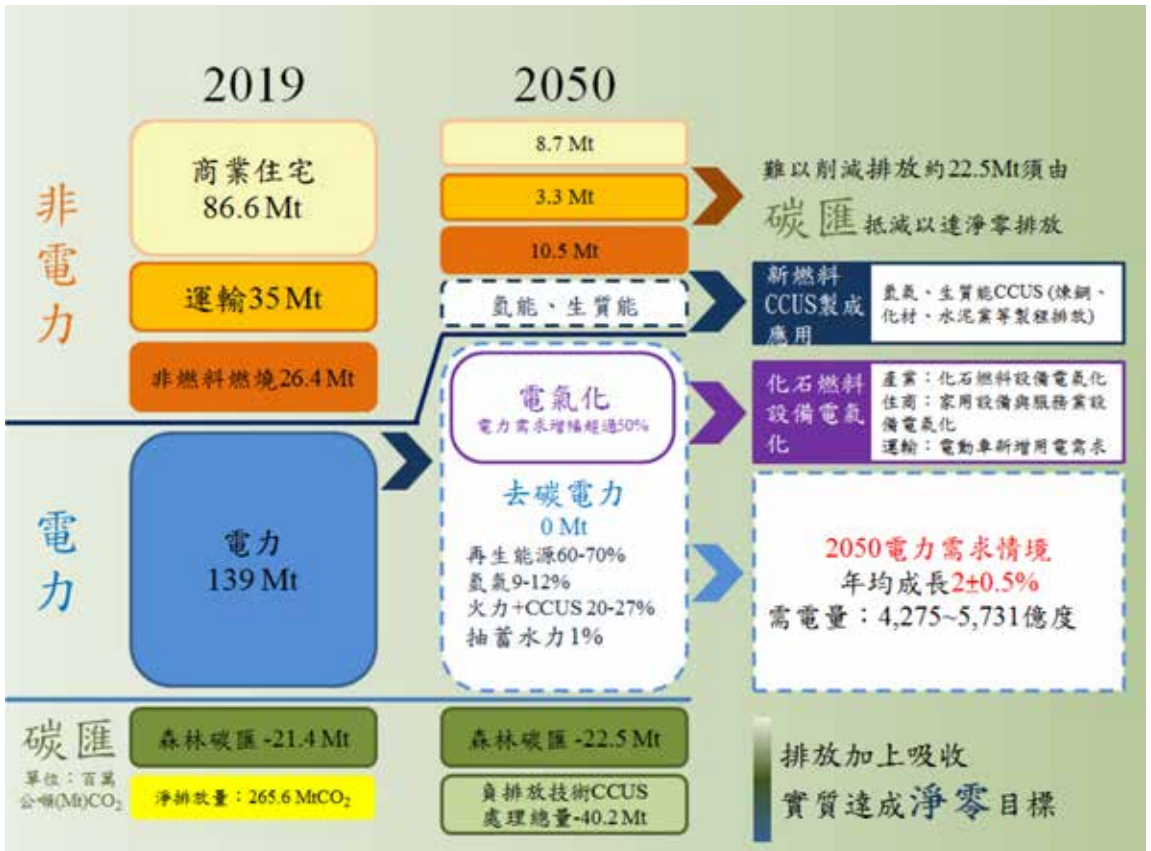 2019
2050
非電力
商業住宅
86.6 Mt
運輸35 Mt
非燃料燃燒26.4 Mt
8.7 Mt
3.3 Mt
10.5 Mt
氫能、生質能
難以削減排放約22.5Mt須由
碳匯抵減以達淨零排放
新燃料
CCUS製成
應用
氫氣、生質能CCUS (煉鋼、
化材、水泥業等製程排放)
電氣化
電力需求增幅超過50%
化石燃料
設備電氣
化
產業：化石燃料設備電氣化
住商：家用設備與服務業設
備電氣化
運輸：電動車新增用電需求
電力
電力
139 Mt
去碳電力
0 Mt
再生能源60-70%
氫氣9-12%
火力+CCUS 20-27%
抽蓄水力1%
2050電力需求情境
年均成長2±0.5%
需電量：4,275~5,731億度
碳匯
單位：百萬
公噸(Mt)CO₂
森林碳匯 -21.4 Mt
淨排放量：265.6 MtCO₂
森林碳匯 -22.5 Mt
負排放技術CCUS
處理總量-40.2 Mt
排放加上吸收
實質達成淨零目標